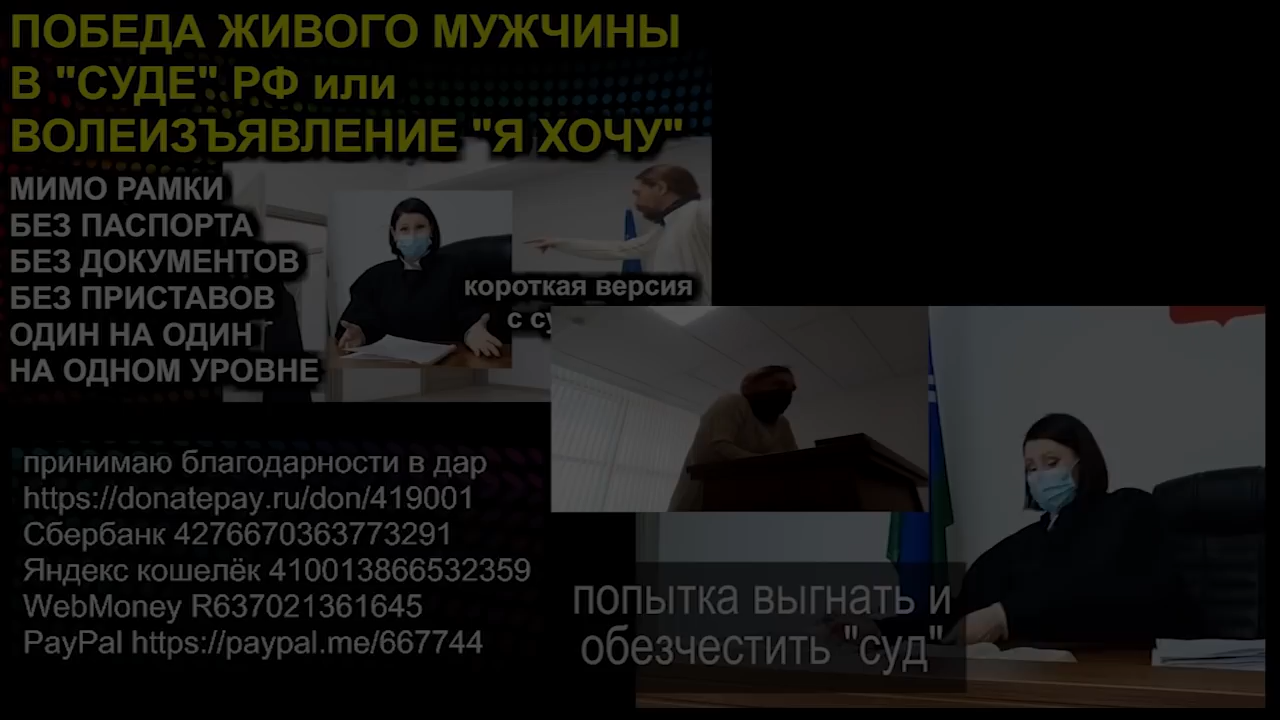 ПОБЕДА ЖИВОГО МУЖЧИНЫ
В "СУДЕ" РФ или
ВОЛЕИЗЪЯВЛЕНИЕ "Я ХОЧУ"
МИМО РАМКИ
БЕЗ ПАСПОРТА
БЕЗ ДОКУМЕНТОВ
БЕЗ ПРИСТАВОВ
ОДИН НА ОДИН
НА ОДНОМ УРОВНЕ
короткая версия
с
принимаю благодарности в дар
https://donatepay.ru/don/419001
Сбербанк 4276670363773291
Яндекс кошелёк 410013866532359
WebMoney R637021361645
PayPal https://paypal.me/667744
попытка выгнать и
обезчестить "суд"